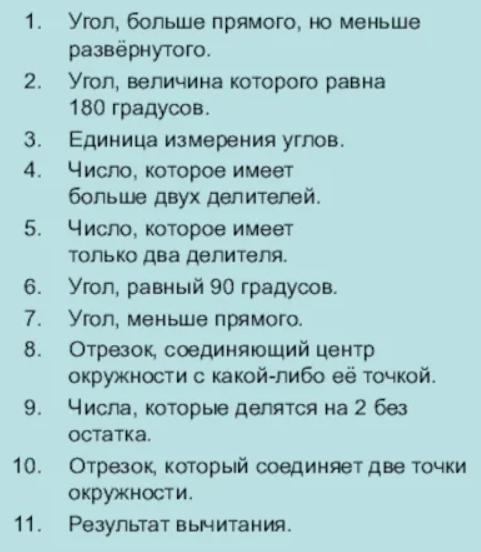 1. Угол, больше прямого, но меньше
развёрнутого.
2. Угол, величина которого равна
180 градусов.
3. Единица измерения углов.
4. Число, которое имеет
больше двух делителей.
5. Число, которое имеет
только два делителя.
6. Угол, равный 90 градусов.
7. Угол, меньше прямого.
8. Отрезок, соединяющий центр
окружности с какой-либо её точкой.
9. Числа, которые делятся на 2 без
остатка.
10. Отрезок, который соединяет две точки
окружности.
11. Результат вычитания.